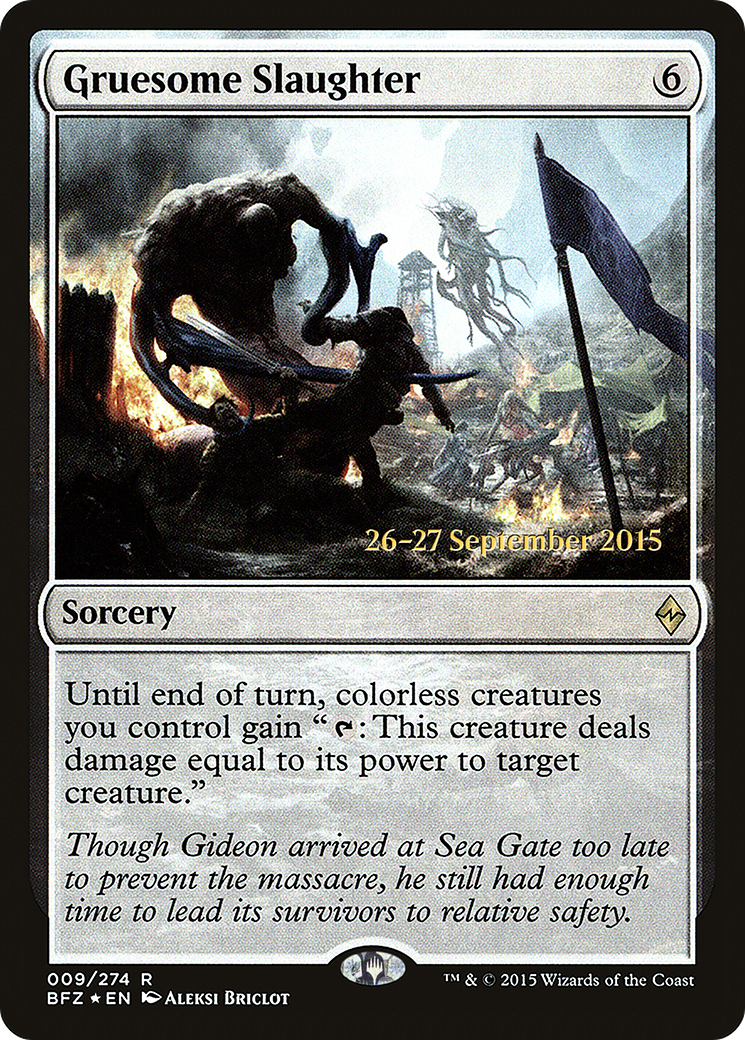 Gruesome Slaughter 6
26–27 September 2015
Sorcery
Until end of turn, colorless creatures
you control gain “ : This creature deals
damage equal to its power to target
creature.”
Though Gideon arrived at Sea Gate too late
to prevent the massacre, he still had enough
time to lead its survivors to relative safety.
009/274 R
BFZ ★ EN Aleksi Briclot
™ & © 2015 Wizards of the Coast